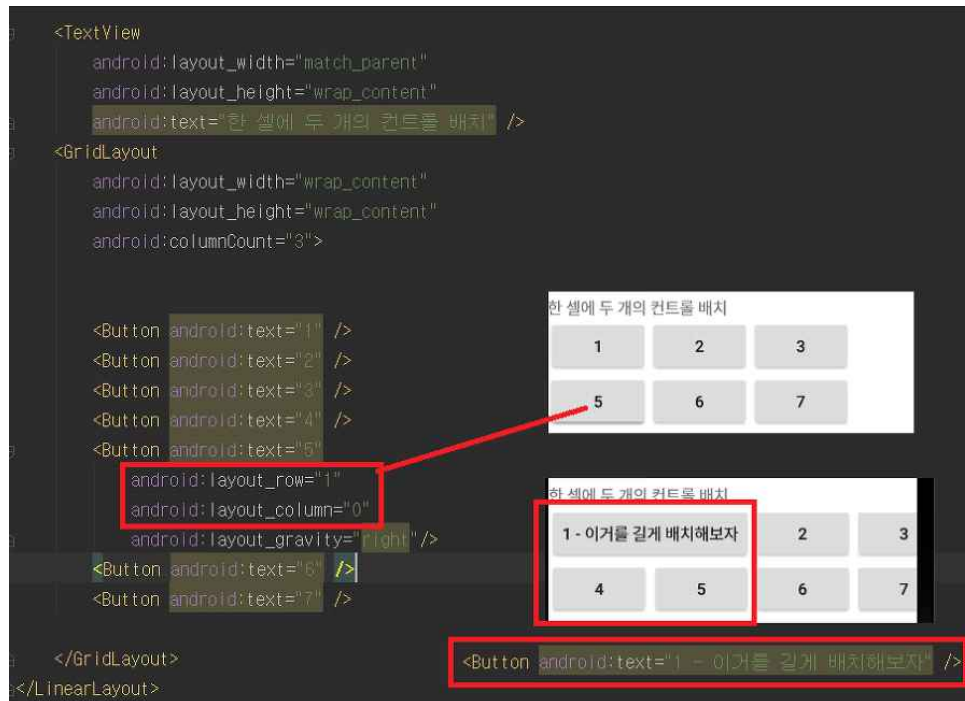 <TextView
android:layout_width="match_parent"
android:layout_height="wrap_content"
android:text="한 셀에 두 개의 컨트롤 배치" />
<GridLayout
android:layout_width="wrap_content"
android:layout_height="wrap_content"
android:columnCount="3">
한 셀에 두 개의 컨트롤 배치
1 2 3
5 6 7
<Button android:text="1" />
<Button android:text="2" />
<Button android:text="3" />
<Button android:text="4" />
<Button android:text="5"
android:layout_row="1"
android:layout_column="0"
android:layout_gravity="right"/>
<Button android:text="6" />
<Button android:text="7" />
한 셀에 두 개의 컨트롤 배치
1 - 이거를 길게 배치해보자 2 3
4 5 6 7
</GridLayout>
<Button android:text="1 - 이거를 길게 배치해보자" />
</LinearLayout>